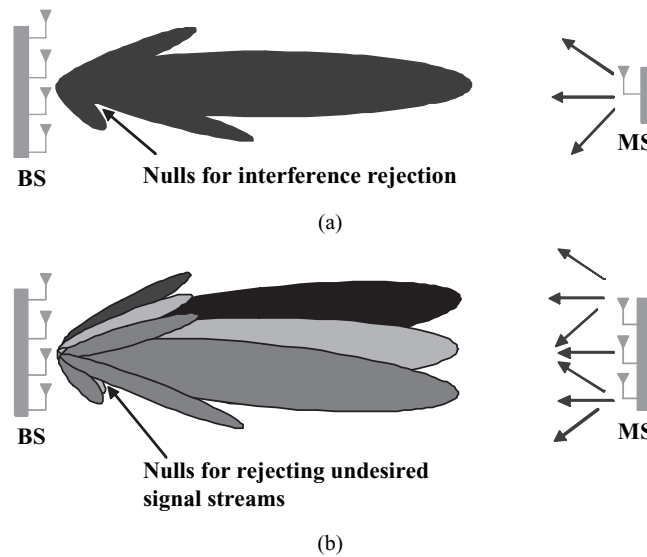 BS
MS
Nulls for interference rejection
(a)
BS
MS
Nulls for rejecting undesired
signal streams
(b)